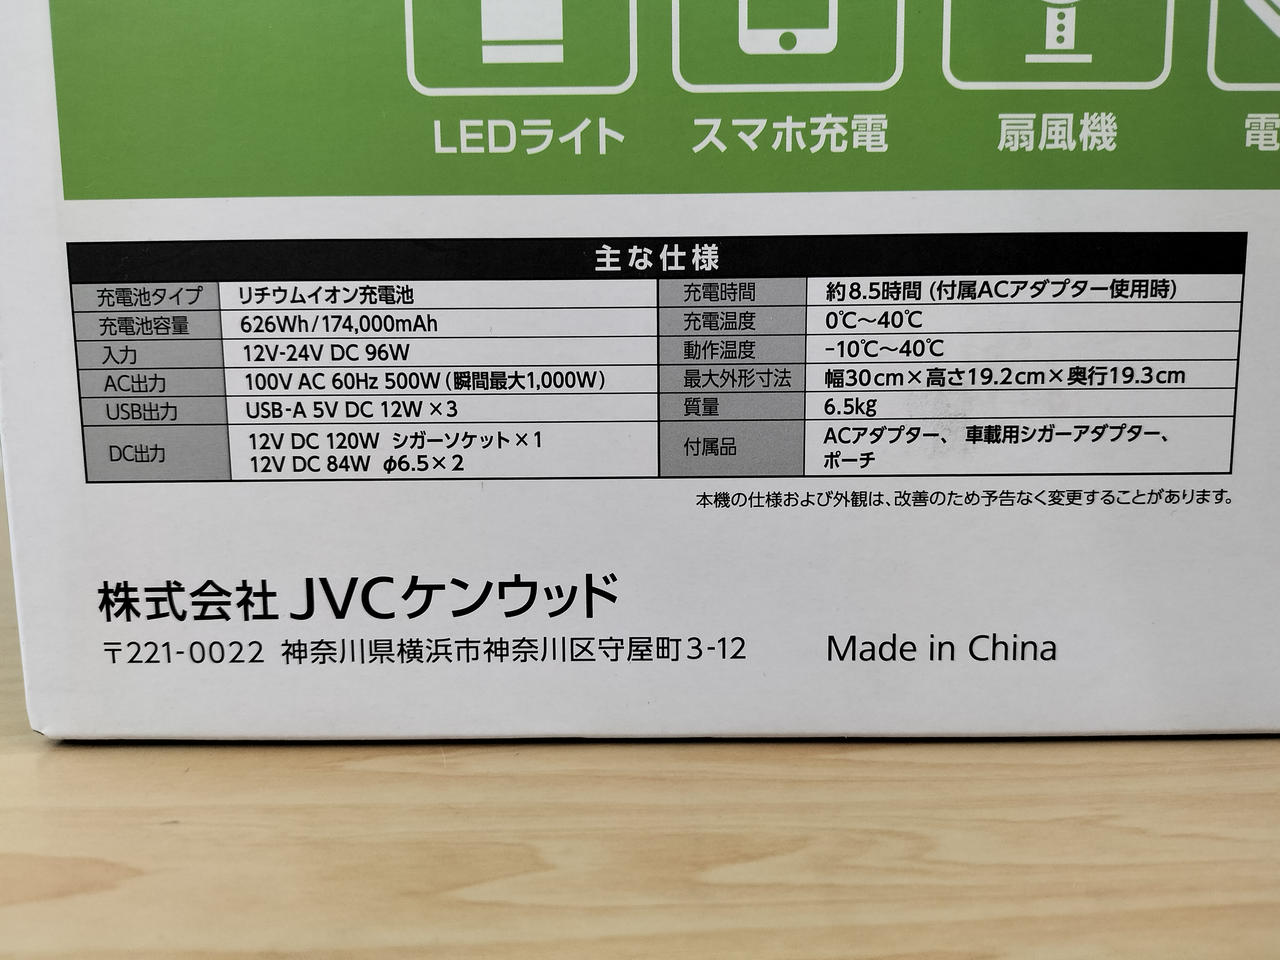 LEDライト
スマホ充電
扇風機
電
主な仕様
充電池タイプ リチウムイオン充電池
充電池容量 626Wh/174,000mAh
入力 12V-24V DC 96W
AC出力 100V AC 60Hz 500W（瞬間最大1,000W）
USB出力 USB-A 5V DC 12W ×3
DC出力 12V DC 120W シガーソケット×1
12V DC 84W φ6.5×2
充電時間 約8.5時間（付属ACアダプター使用時）
充電温度 0℃～40℃
動作温度 -10℃～40℃
最大外形寸法 幅30cm×高さ19.2cm×奥行19.3cm
質量 6.5kg
付属品 ACアダプター、車載用シガーアダプター、
ポーチ
本機の仕様および外観は、改善のため予告なく変更することがあります。
株式会社 JVCケンウッド
〒221-0022 神奈川県横浜市神奈川区守屋町3-12 Made in China